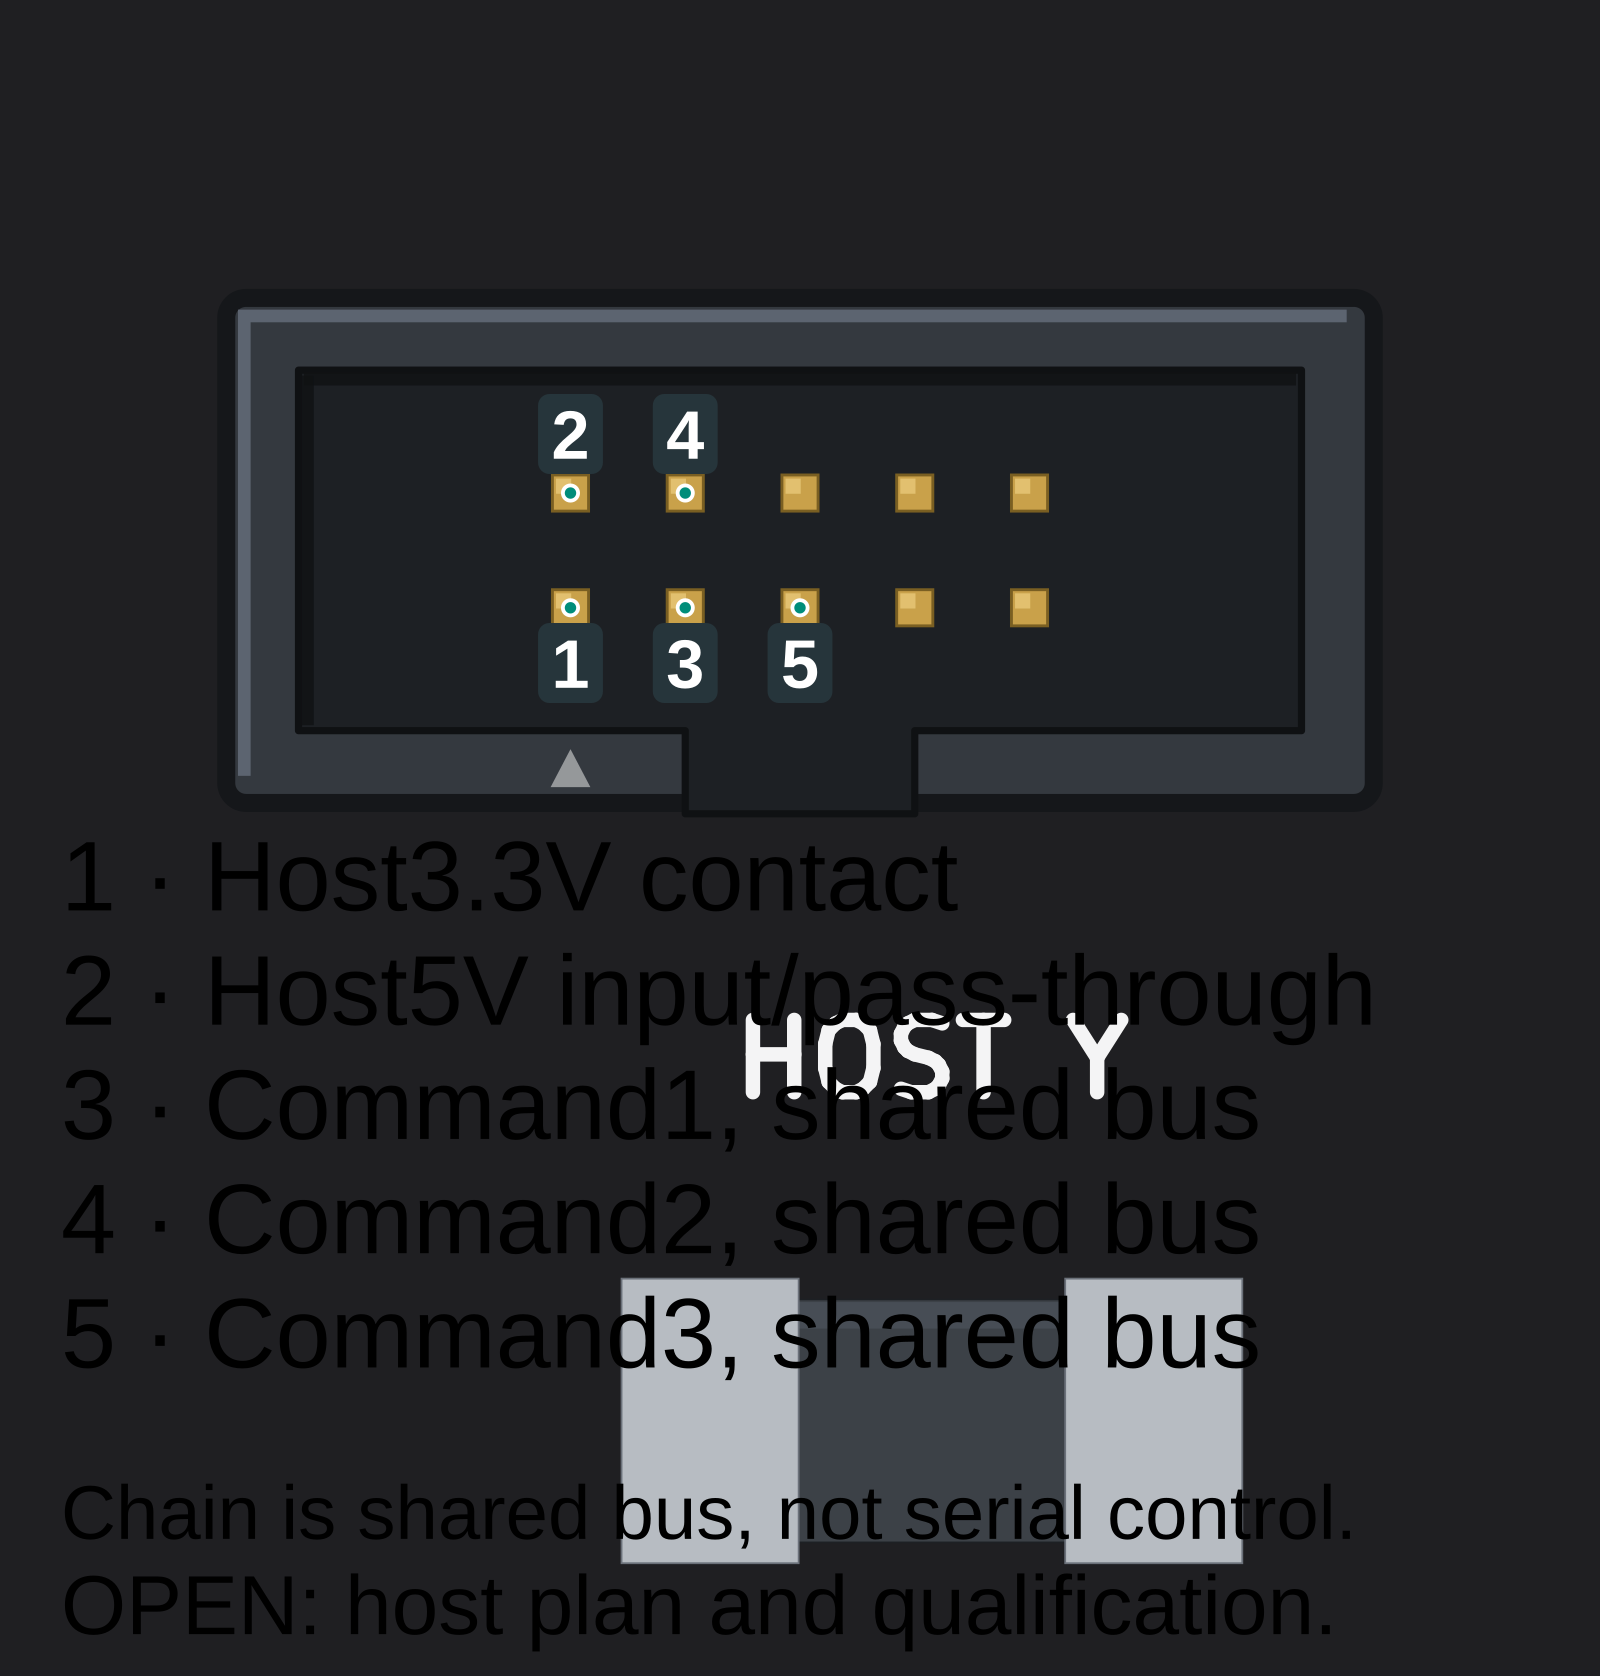 2 4
1 3 5
1 · Host3.3V contact
2 · Host5V input/pass-through
HOST Y
3 · Command1, shared bus
4 · Command2, shared bus
5 · Command3, shared bus
Chain is shared bus, not serial control.
OPEN: host plan and qualification.